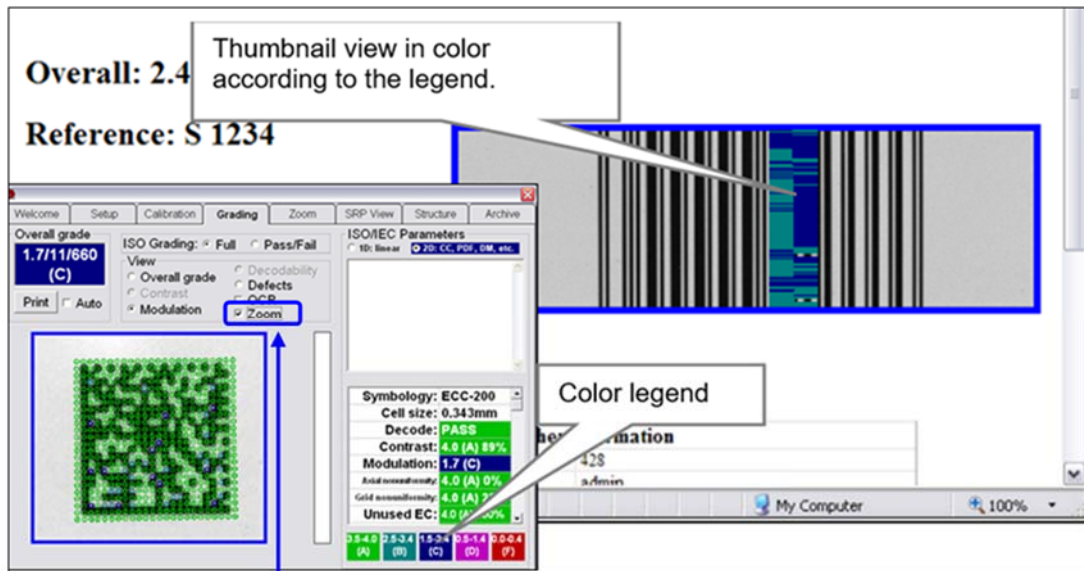 Thumbnail view in color
according to the legend.
Overall: 2.4
Reference: S 1234
Welcome Setup Calibration Grading Zoom SRP View Structure Archive
Overall grade
1.7/11/660
(C)
Print Auto
ISO Grading: Full Pass/Fail
View
Overall grade
Contrast
Modulation
Decodability
Defects
OCR
Zoom
ISO/IEC Parameters
1D: linear 2D: CC, PDF, DM, etc.
Symbology: ECC-200
Cell size: 0.343mm
Decode: PASS
Contrast: 4.0 (A) 89%
Modulation: 1.7 (C)
Axial nonuniformity: 4.0 (A) 0%
Grid nonuniformity: 4.0 (A)
Unused EC: 4.0
3.5-4.0 2.5-3.4 1.5-2.4 0.5-1.4 0.0-0.4
(A) (B) (C) (D) (F)
Color legend
428
admin
My Computer 100%